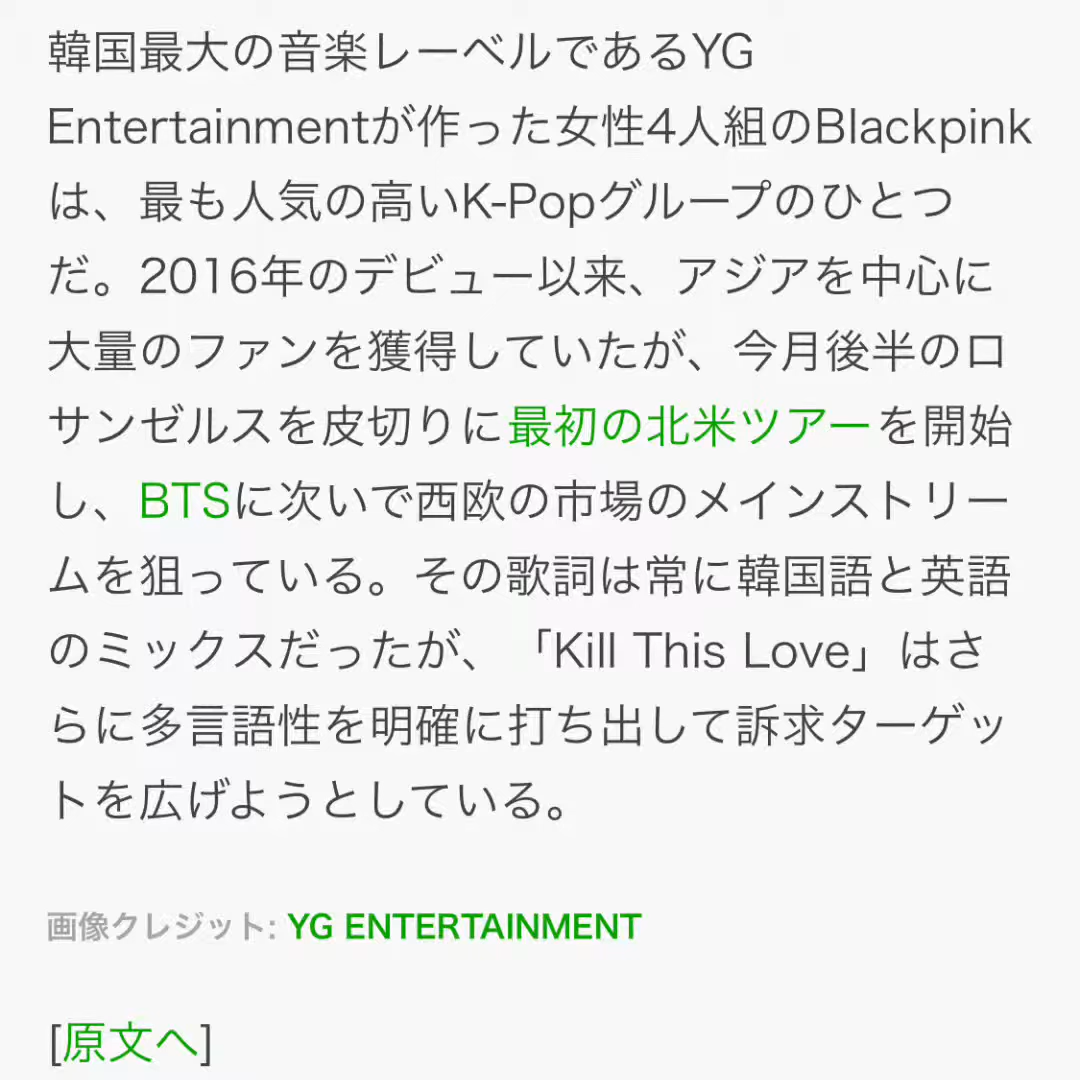 韓国最大の音楽レーベルであるYG
Entertainmentが作った女性4人組のBlackpink
は、最も人気の高いK-Popグループのひとつ
だ。2016年のデビュー以来、アジアを中心に
大量のファンを獲得していたが、今月後半のロ
サンゼルスを皮切りに最初の北米ツアーを開始
し、BTSに次いで西欧の市場のメインストリー
ムを狙っている。その歌詞は常に韓国語と英語
のミックスだったが、「Kill This Love」はさ
らに多言語性を明確に打ち出して訴求ターゲッ
トを広げようとしている。
画像クレジット: YG ENTERTAINMENT
[原文へ]